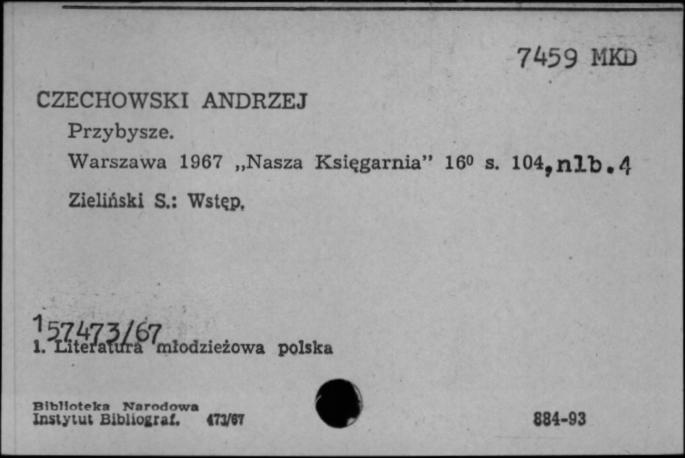 7459 MKD
CZECHOWSKI ANDRZEJ
Przybysze.
Warszawa 1967 „Nasza Księgarnia” 16⁰ s. 104, nlb. 4
Zieliński S.: Wstęp.
157473/67
1. Literatura młodzieżowa polska
Biblioteka Narodowa
Instytut Bibliograf. 473/67
884-93